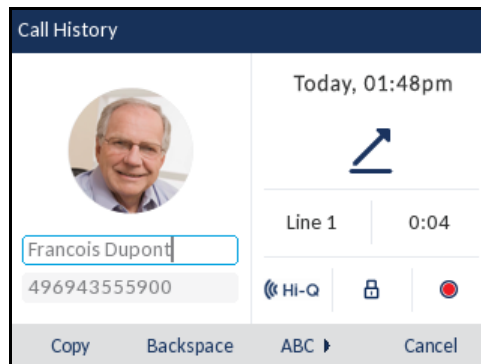 Call History
Today, 01:48pm
Line 1 0:04
Francois Dupont
496943555900
Hi-Q
Copy Backspace ABC Cancel